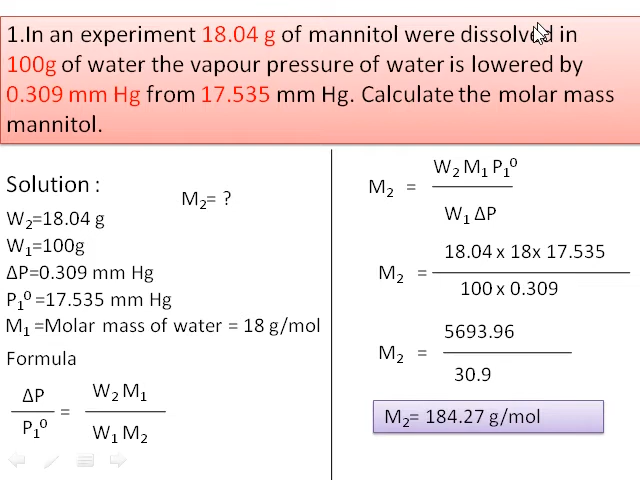 1.In an experiment 18.04 g of mannitol were dissolved in
100g of water the vapour pressure of water is lowered by
0.309 mm Hg from 17.535 mm Hg. Calculate the molar mass
mannitol.
Solution :
M₂= ?
W₂=18.04 g
W₁=100g
ΔP=0.309 mm Hg
P₁⁰ =17.535 mm Hg
M₁ =Molar mass of water = 18 g/mol
Formula
ΔP
P₁⁰
=
W₂ M₁
W₁ M₂
M₂ =
W₂ M₁ P₁⁰
W₁ ΔP
M₂ =
18.04 x 18x 17.535
100 x 0.309
M₂ =
5693.96
30.9
M₂= 184.27 g/mol